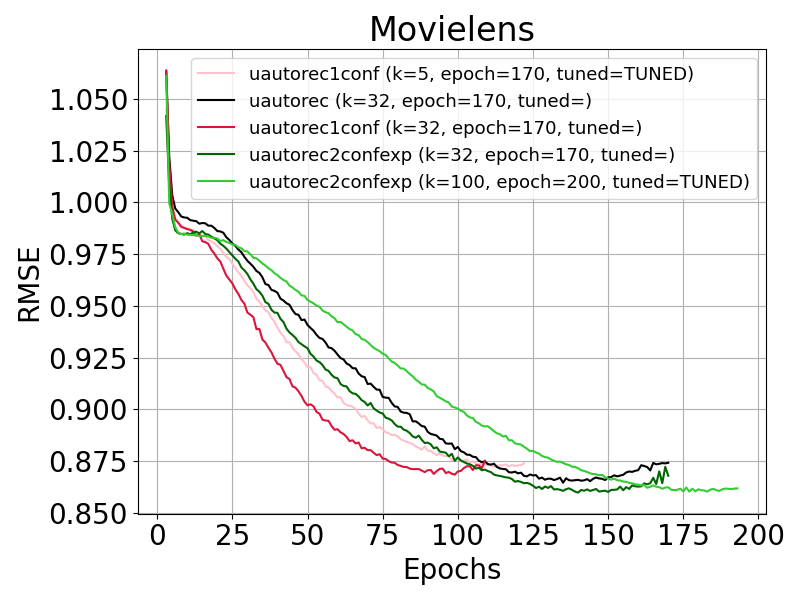 Movielens
uautorec1conf (k=5, epoch=170, tuned=TUNED)
uautorec (k=32, epoch=170, tuned=)
uautorec1conf (k=32, epoch=170, tuned=)
uautorec2confexp (k=32, epoch=170, tuned=)
uautorec2confexp (k=100, epoch=200, tuned=TUNED)
RMSE
1.050
1.025
1.000
0.975
0.950
0.925
0.900
0.875
0.850
0 25 50 75 100 125 150 175 200
Epochs